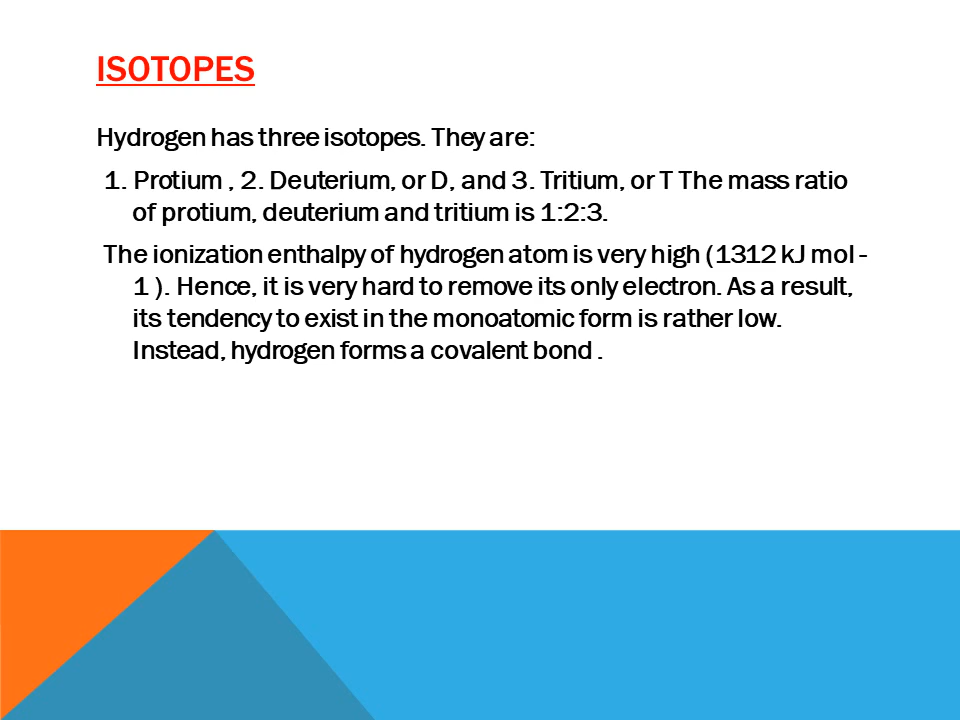 ISOTOPES
Hydrogen has three isotopes. They are:
1. Protium , 2. Deuterium, or D, and 3. Tritium, or T The mass ratio
of protium, deuterium and tritium is 1:2:3.
The ionization enthalpy of hydrogen atom is very high (1312 kJ mol -
1 ). Hence, it is very hard to remove its only electron. As a result,
its tendency to exist in the monoatomic form is rather low.
Instead, hydrogen forms a covalent bond .